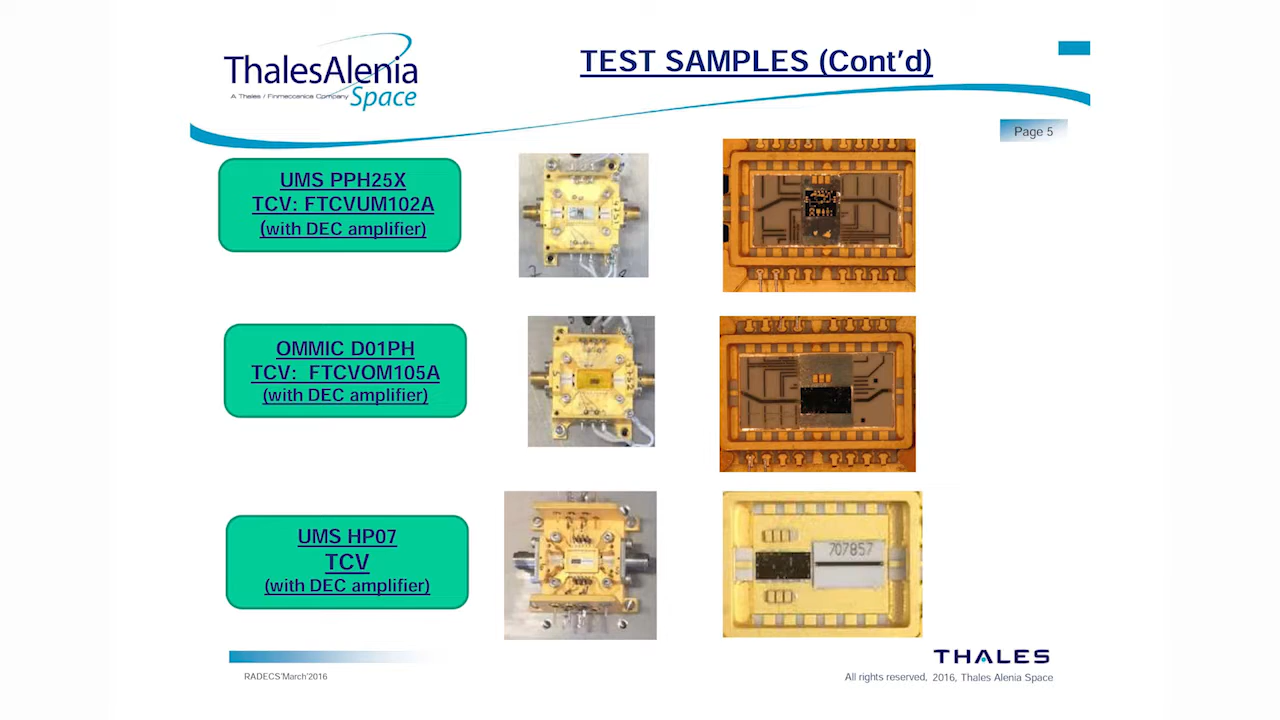 ThalesAlenia
A Thales / Finmeccanica Company
Space
TEST SAMPLES (Cont’d)
Page 5
UMS PPH25X
TCV: FTCVUM102A
(with DEC amplifier)
OMMIC D01PH
TCV: FTCVOM105A
(with DEC amplifier)
UMS HP07
TCV
(with DEC amplifier)
707857
RADECS’March’2016
THALES
All rights reserved, 2016, Thales Alenia Space